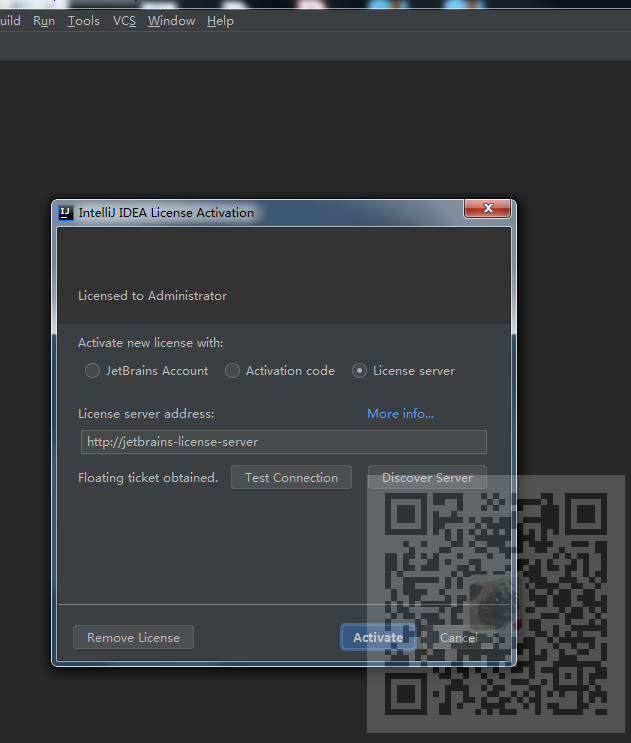 uild Run Tools VCS Window Help
IntelliJ IDEA License Activation
Licensed to Administrator
Activate new license with:
JetBrains Account Activation code License server
License server address: More info...
http://jetbrains-license-server
Floating ticket obtained. Test Connection Discover Server
Remove License Activate Cancel